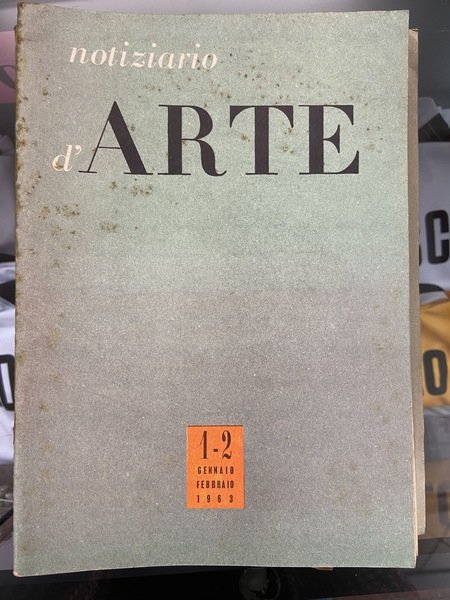 notiziario
d'ARTE
1-2
GENNAIO
FEBBRAIO
1963